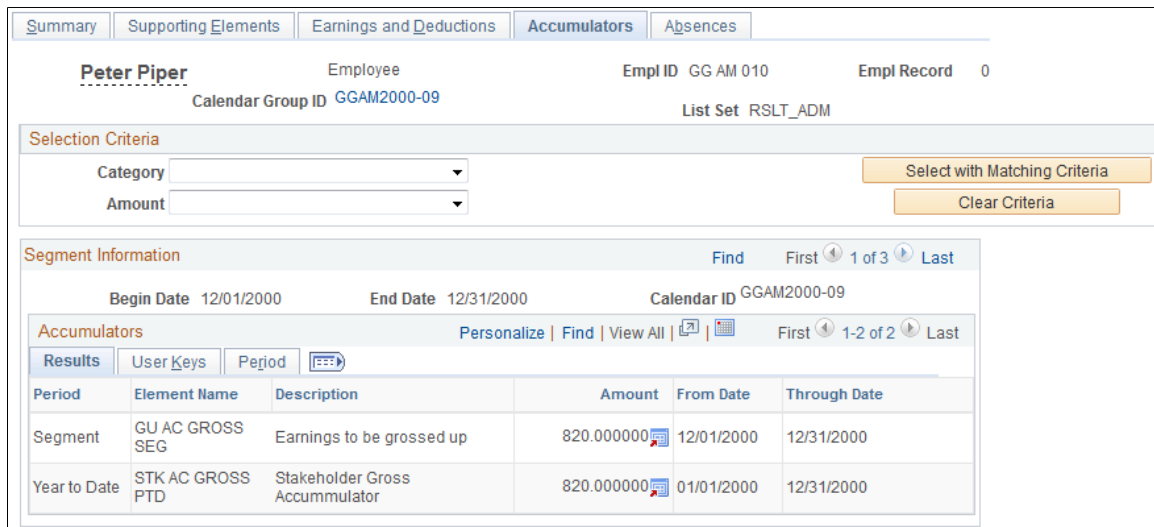 Summary Supporting Elements Earnings and Deductions Accumulators Absences
Peter Piper Employee Empl ID GG AM 010 Empl Record 0
Calendar Group ID GGAM2000-09 List Set RSLT_ADM
Selection Criteria
Category Select with Matching Criteria
Amount Clear Criteria
Segment Information Find First 1 of 3 Last
Begin Date 12/01/2000 End Date 12/31/2000 Calendar ID GGAM2000-09
Accumulators Personalize | Find | View All | | First 1-2 of 2 Last
Results User Keys Period
Period Element Name Description Amount From Date Through Date
Segment GU AC GROSS SEG Earnings to be grossed up 820.000000 12/01/2000 12/31/2000
Year to Date STK AC GROSS PTD Stakeholder Gross Accummulator 820.000000 01/01/2000 12/31/2000